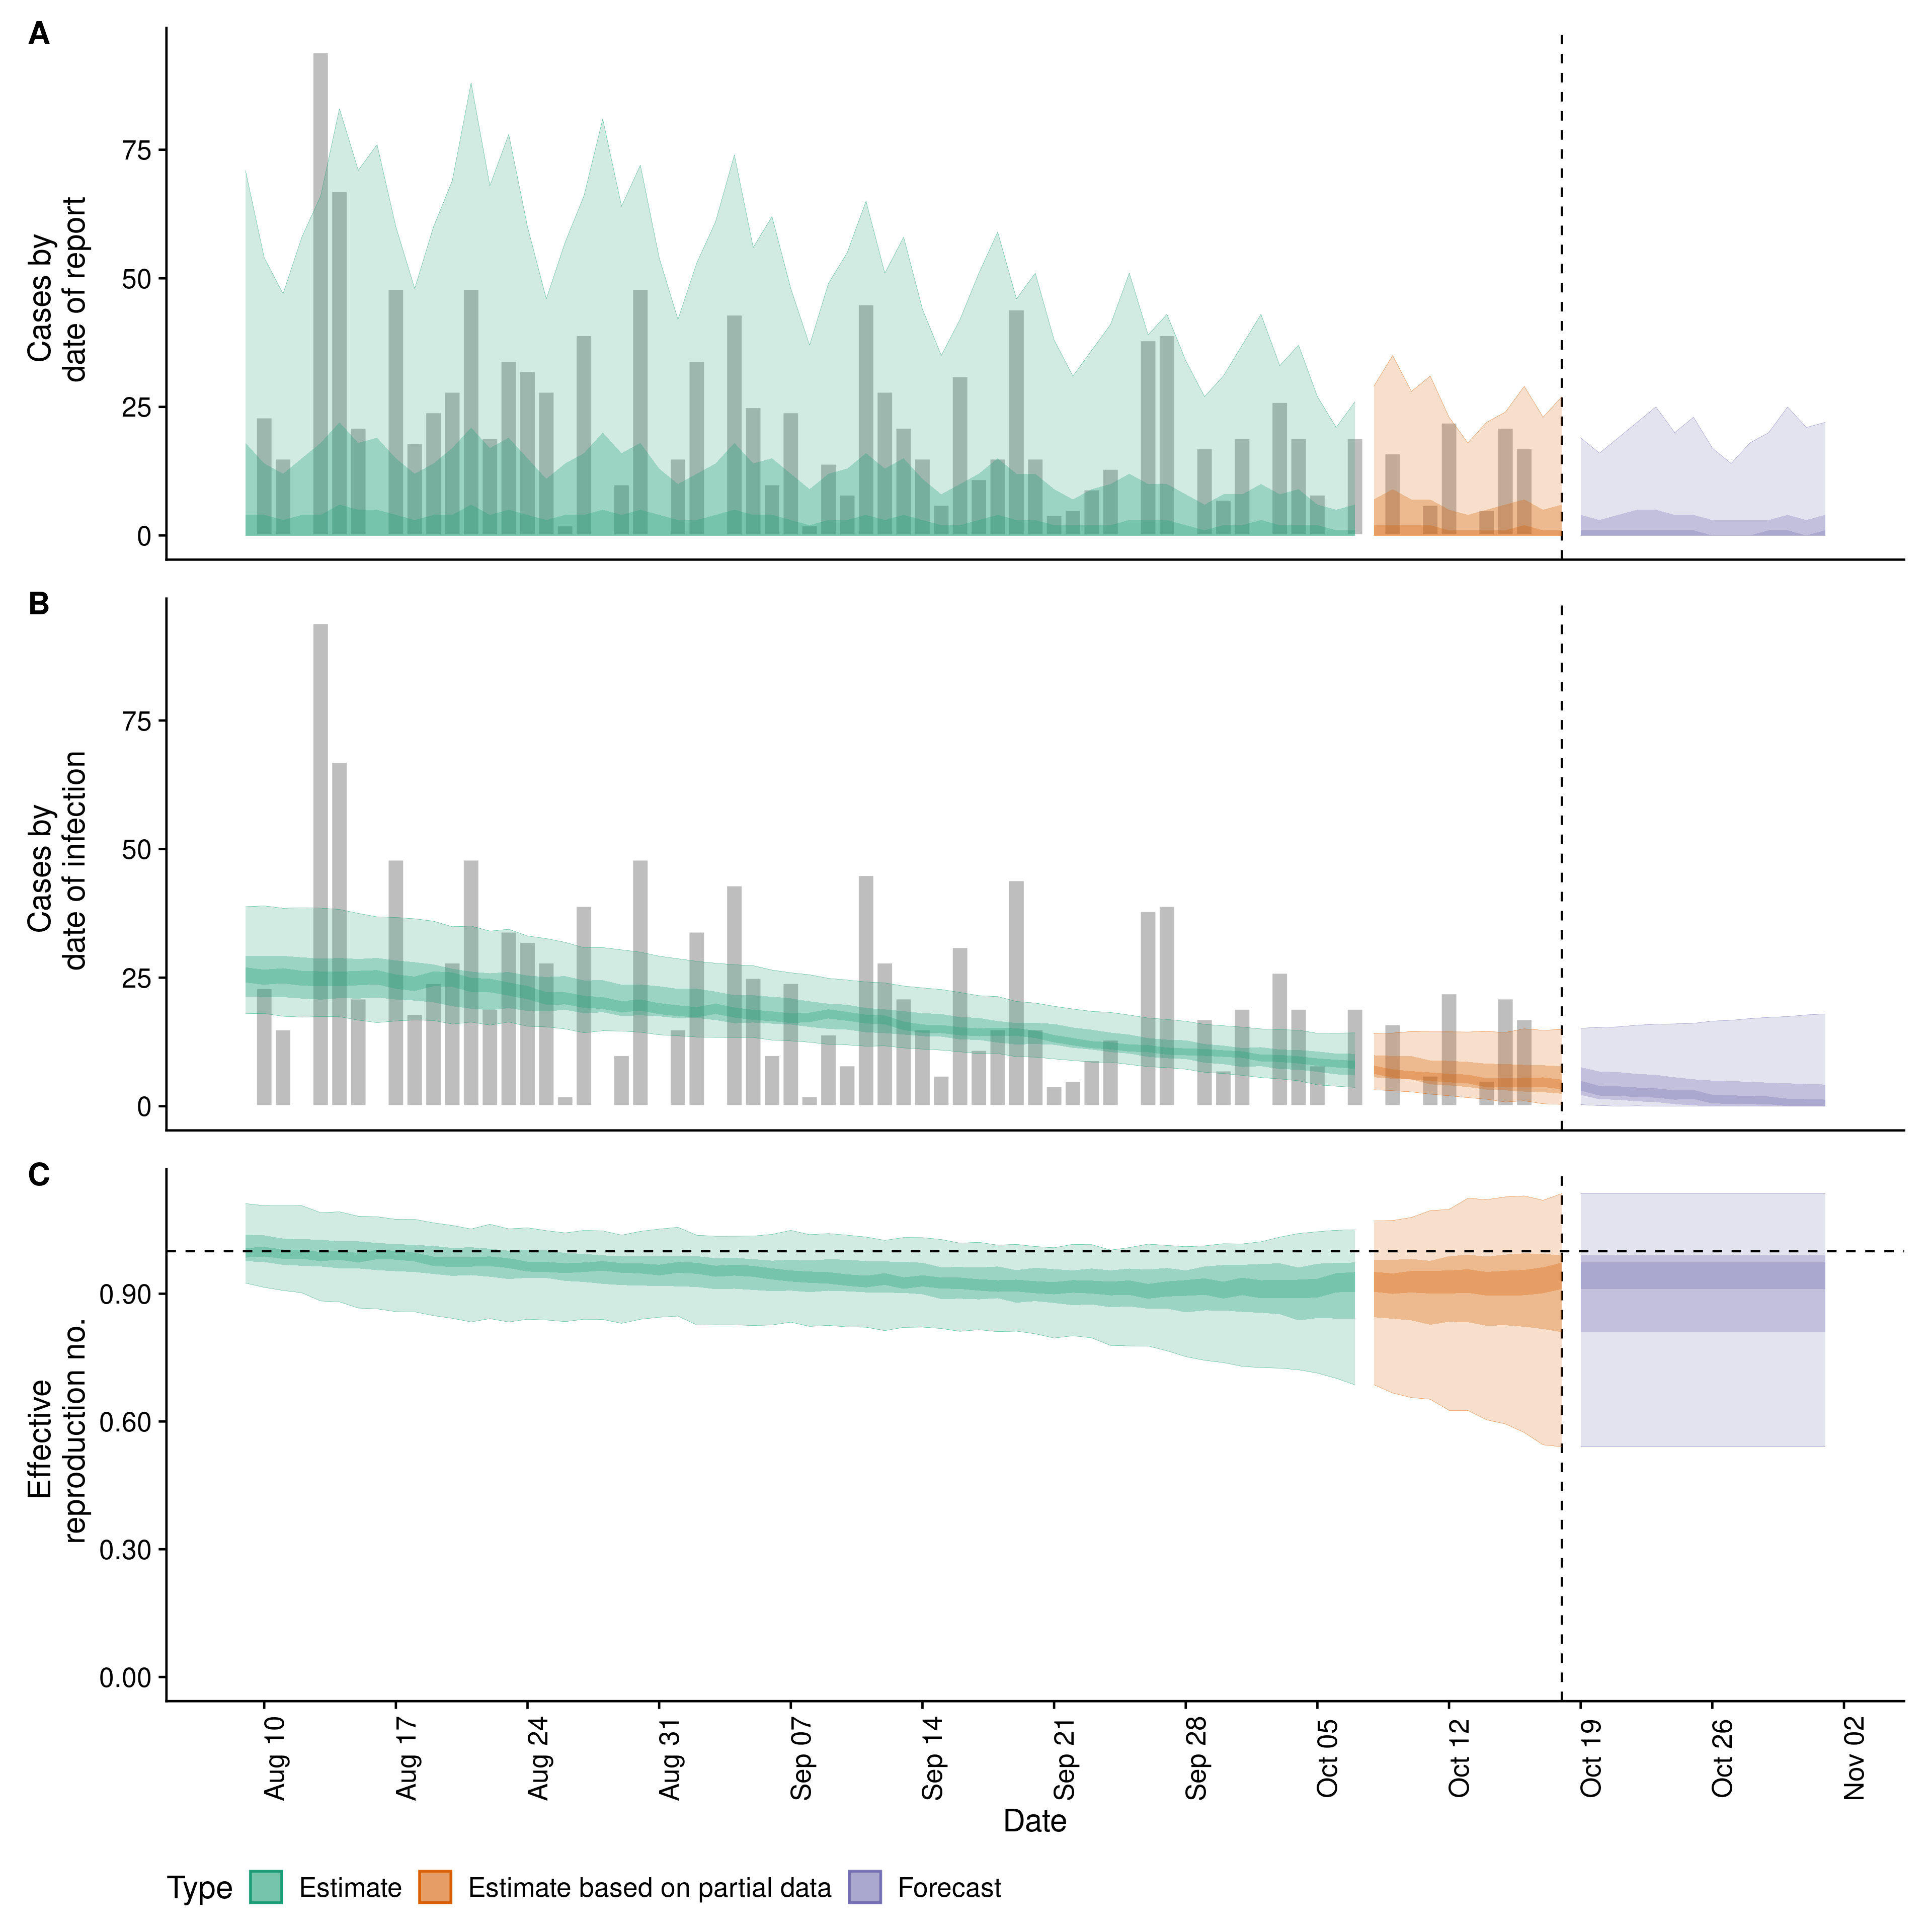 A
Cases by
date of report
75
50
25
0
B
Cases by
date of infection
75
50
25
0
C
Effective
reproduction no.
0.90
0.60
0.30
0.00
Aug 10
Aug 17
Aug 24
Aug 31
Sep 07
Sep 14
Sep 21
Sep 28
Oct 05
Oct 12
Oct 19
Oct 26
Nov 02
Date
Type Estimate Estimate based on partial data Forecast